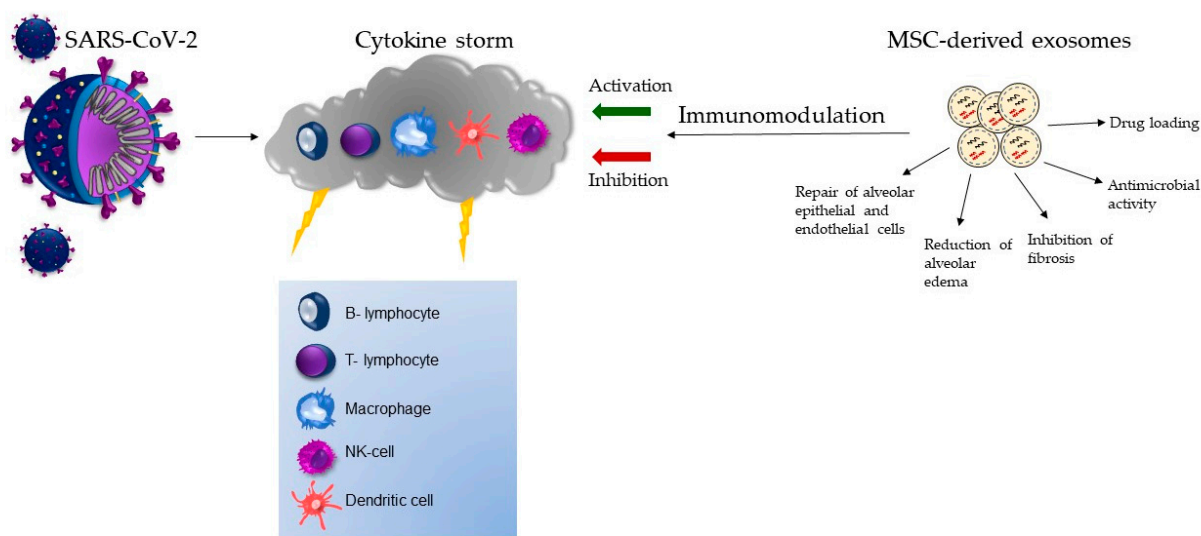 SARS-CoV-2
Cytokine storm
MSC-derived exosomes
Activation
Immunomodulation
Inhibition
Drug loading
Antimicrobial
activity
Repair of alveolar
epithelial and
endothelial cells
Reduction of
alveolar
edema
Inhibition of
fibrosis
B- lymphocyte
T- lymphocyte
Macrophage
NK-cell
Dendritic cell